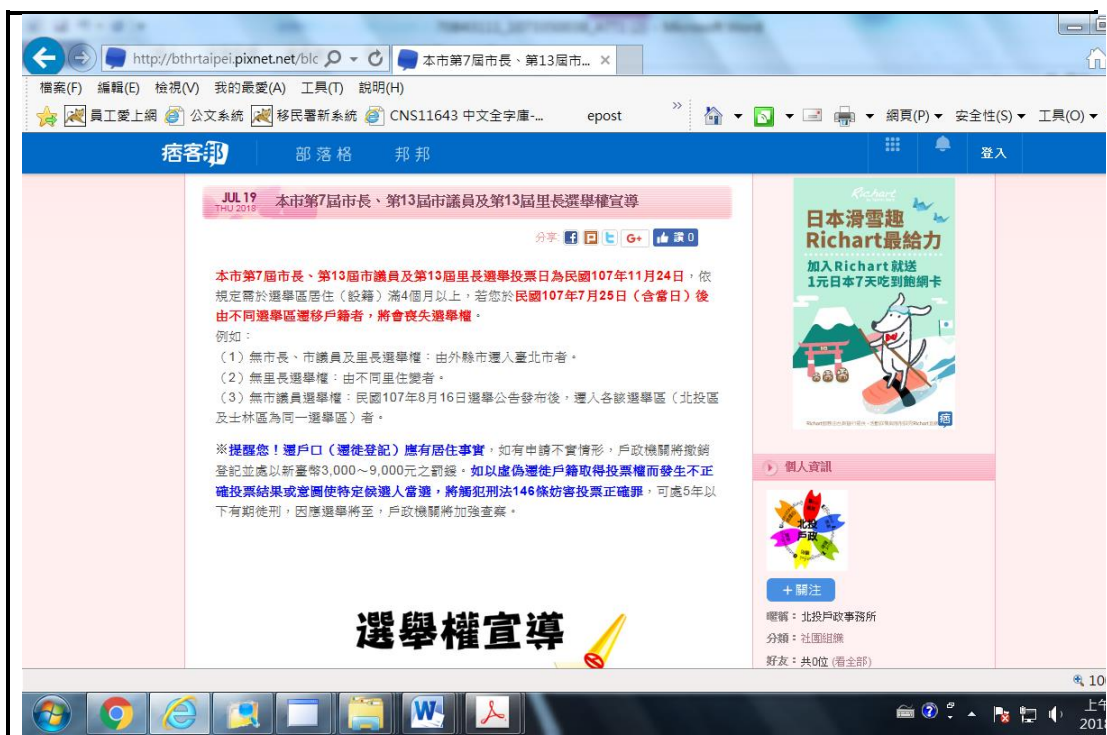 http://bthrtaipei.pixnet.net/blc
本市第7屆市長、第13屆市...
檔案(F) 編輯(E) 檢視(V) 我的最愛(A) 工具(T) 說明(H)
員工愛上網 公文系統 移民署新系統 CNS11643 中文全字庫-... epost
網頁(P) 安全性(S) 工具(O)
痞客邦 部落格 邦邦 登入
JUL 19
THU 2018
本市第7屆市長、第13屆市議員及第13屆里長選舉權宣導
分享: G+ 讚 0
本市第7屆市長、第13屆市議員及第13屆里長選舉投票日為民國107年11月24日，依
規定需於選舉區居住（設籍）滿4個月以上，若您於民國107年7月25日（含當日）後
由不同選舉區遷移戶籍者，將會喪失選舉權。
例如：
（1）無市長、市議員及里長選舉權：由外縣市遷入臺北市者。
（2）無里長選舉權：由不同里住變者。
（3）無市議員選舉權：民國107年8月16日選舉公告發布後，遷入各該選舉區（北投區
及士林區為同一選舉區）者。
※提醒您！遷戶口（遷徙登記）應有居住事實，如有申請不實情形，戶政機關將撤銷
登記並處以新臺幣3,000～9,000元之罰鍰。如以虛偽遷徙戶籍取得投票權而發生不正
確投票結果或意圖使特定候選人當選，將觸犯刑法146條妨害投票正確罪，可處5年以
下有期徒刑，因應選舉將至，戶政機關將加強查察。
選舉權宣導
Richart
日本滑雪趣
Richart最給力
加入Richart就送
1元日本7天吃到飽網卡
痞
個人資訊
北投
戶政
＋關注
暱稱：北投戶政事務所
分類：社團組織
好友：共0位 (看全部)
上午
2018